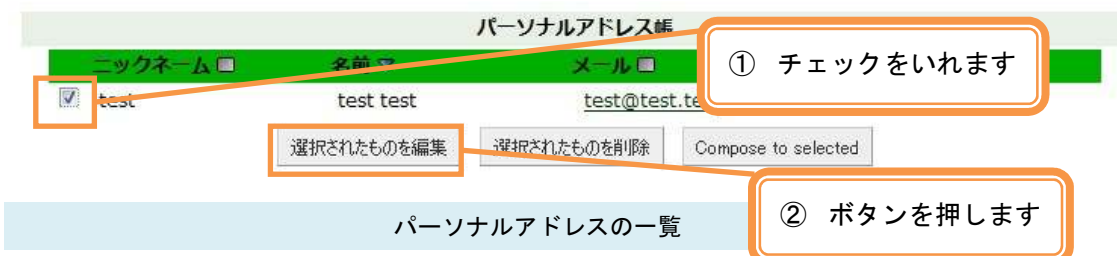 パーソナルアドレス帳
① チェックをいれます
ニックネーム 名前 メール
test test test test@test.te
選択されたものを編集 選択されたものを削除 Compose to selected
② ボタンを押します
パーソナルアドレスの一覧